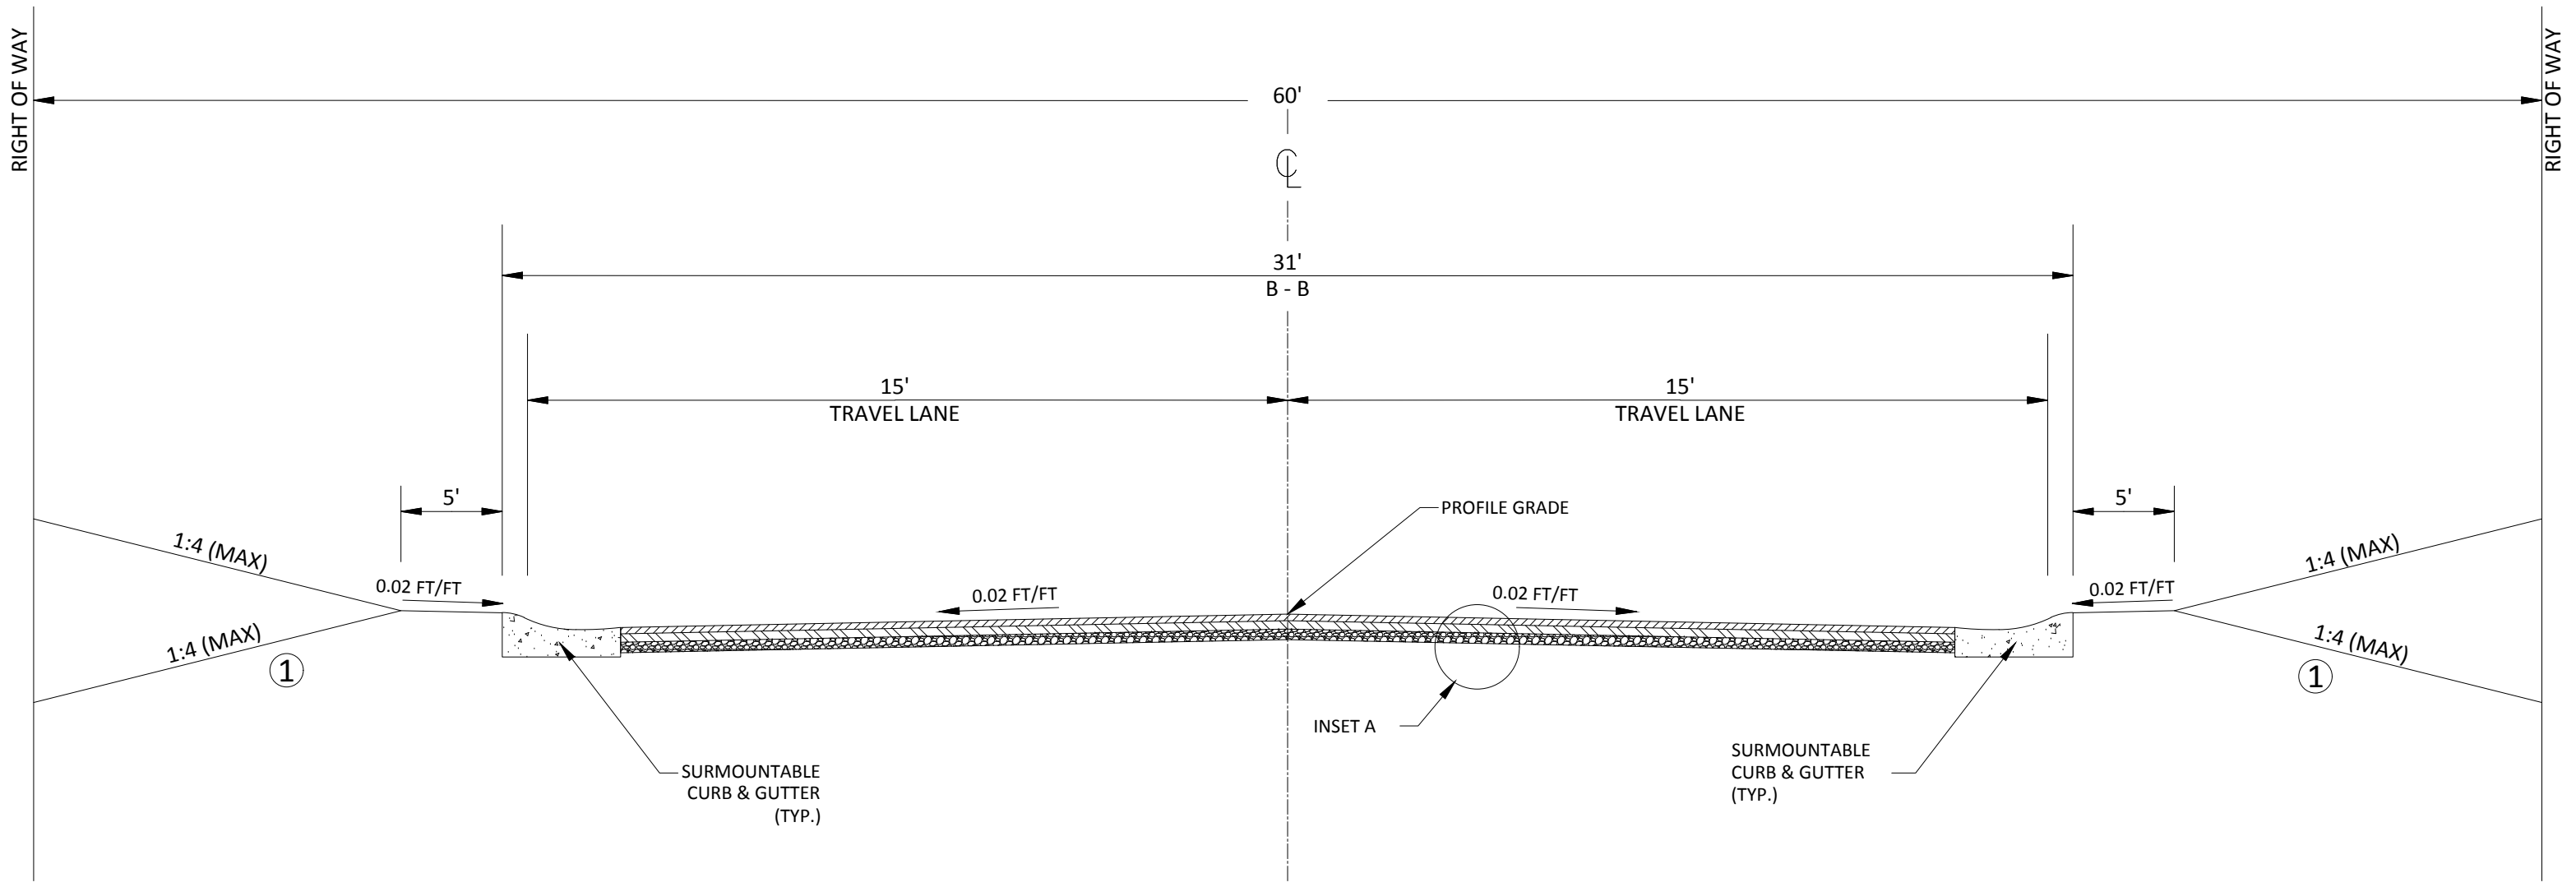 RIGHT OF WAY
RIGHT OF WAY
60'
CL
31'
B - B
15'
TRAVEL LANE
15'
TRAVEL LANE
5'
5'
PROFILE GRADE
1:4 (MAX)
0.02 FT/FT
0.02 FT/FT
0.02 FT/FT
0.02 FT/FT
1:4 (MAX)
1:4 (MAX)
1
1:4 (MAX)
1
INSET A
SURMOUNTABLE
CURB & GUTTER
(TYP.)
SURMOUNTABLE
CURB & GUTTER
(TYP.)